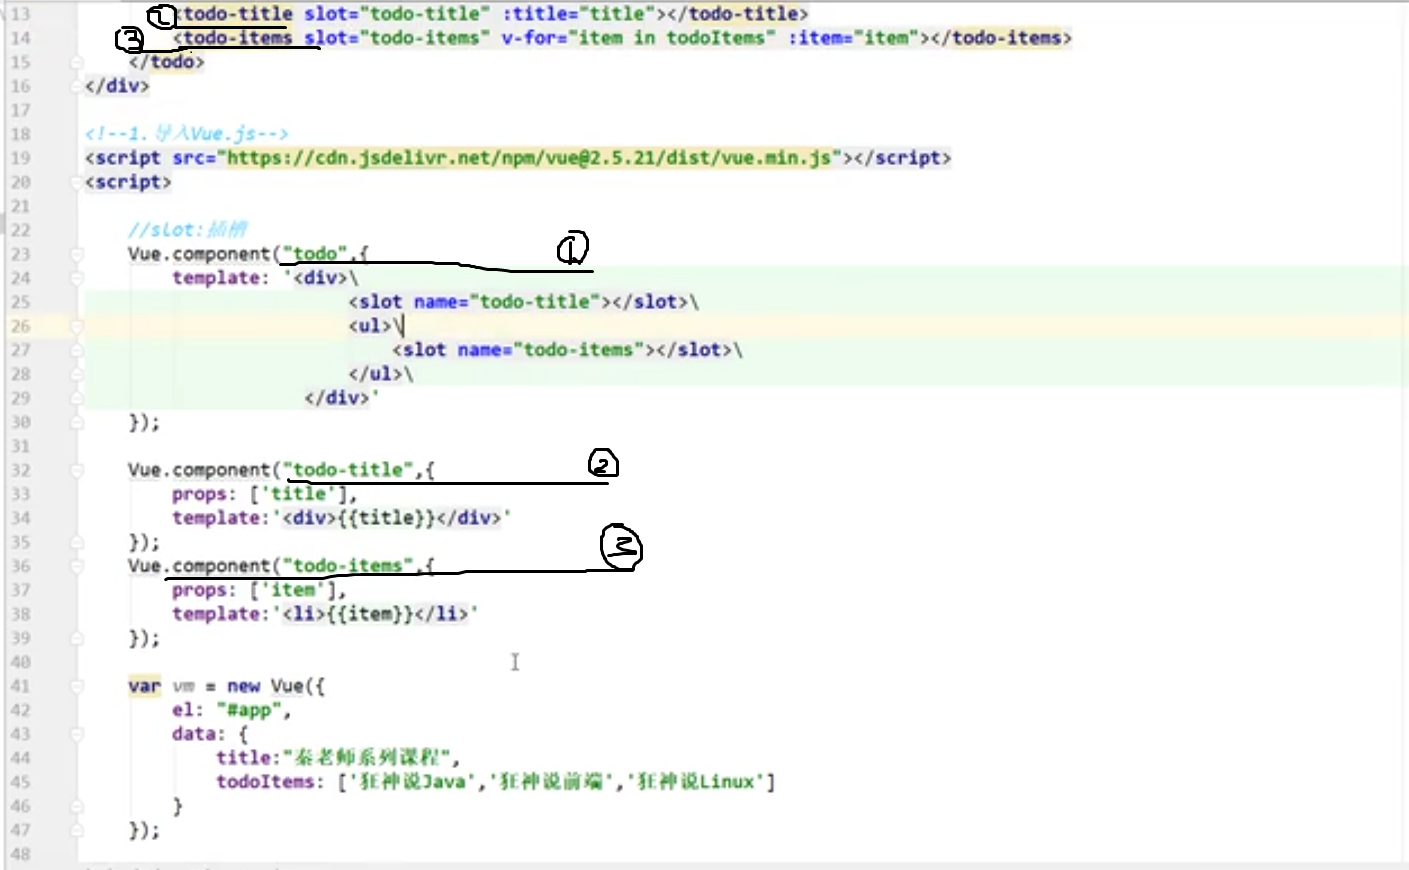 13 <todo-title slot="todo-title" :title="title"></todo-title>
14 <todo-items slot="todo-items" v-for="item in todoItems" :item="item"></todo-items>
15 </todo>
16 </div>
17
18 <!--1.导入Vue.js-->
19 <script src="https://cdn.jsdelivr.net/npm/vue@2.5.21/dist/vue.min.js"></script>
20 <script>
21
22 //slot:插槽
23 Vue.component("todo",{ ①
24 template: '<div>\
25 <slot name="todo-title"></slot>\
26 <ul>\
27 <slot name="todo-items"></slot>\
28 </ul>\
29 </div>'
30 });
31
32 Vue.component("todo-title",{ ②
33 props: ['title'],
34 template:'<div>{{title}}</div>'
35 });
36 Vue.component("todo-items",{
37 props: ['item'],
38 template:'<li>{{item}}</li>'
39 });
40
41 var vm = new Vue({
42 el: "#app",
43 data: {
44 title:"秦老师系列课程",
45 todoItems: ['狂神说Java','狂神说前端','狂神说Linux']
46 }
47 });
48